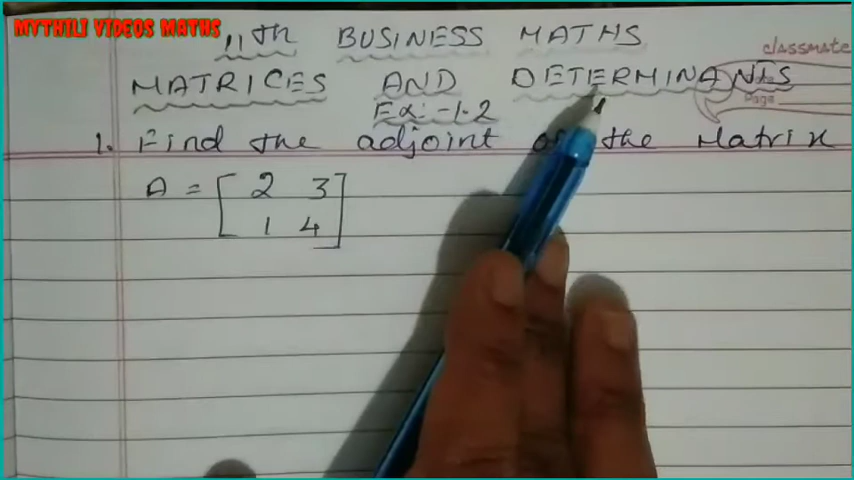 MYTHILI VIDEOS MATHS
11th BUSINESS MATHS
classmate
MATRICES AND DETERMINANTS
Page
Ex:-1.2
1. Find the adjoint of the Matrix
A = [ 2 3
1 4 ]